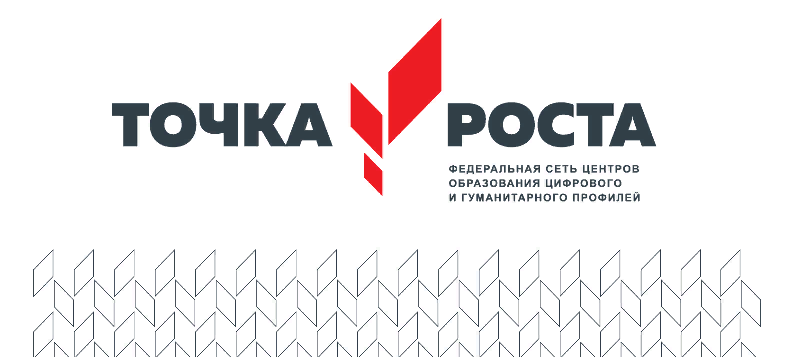 ТОЧКА РОСТА
ФЕДЕРАЛЬНАЯ СЕТЬ ЦЕНТРОВ
ОБРАЗОВАНИЯ ЦИФРОВОГО
И ГУМАНИТАРНОГО ПРОФИЛЕЙ